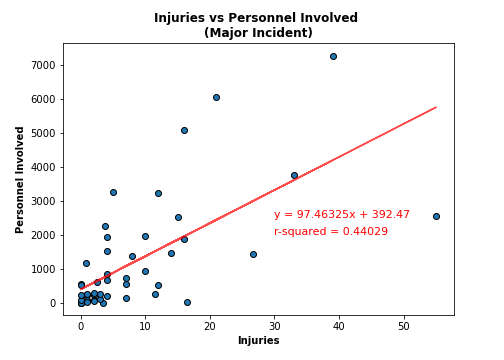 Injuries vs Personnel Involved
(Major Incident)
Personnel Involved
7000
6000
5000
4000
3000
2000
1000
0
y = 97.46325x + 392.47
r-squared = 0.44029
0 10 20 30 40 50
Injuries